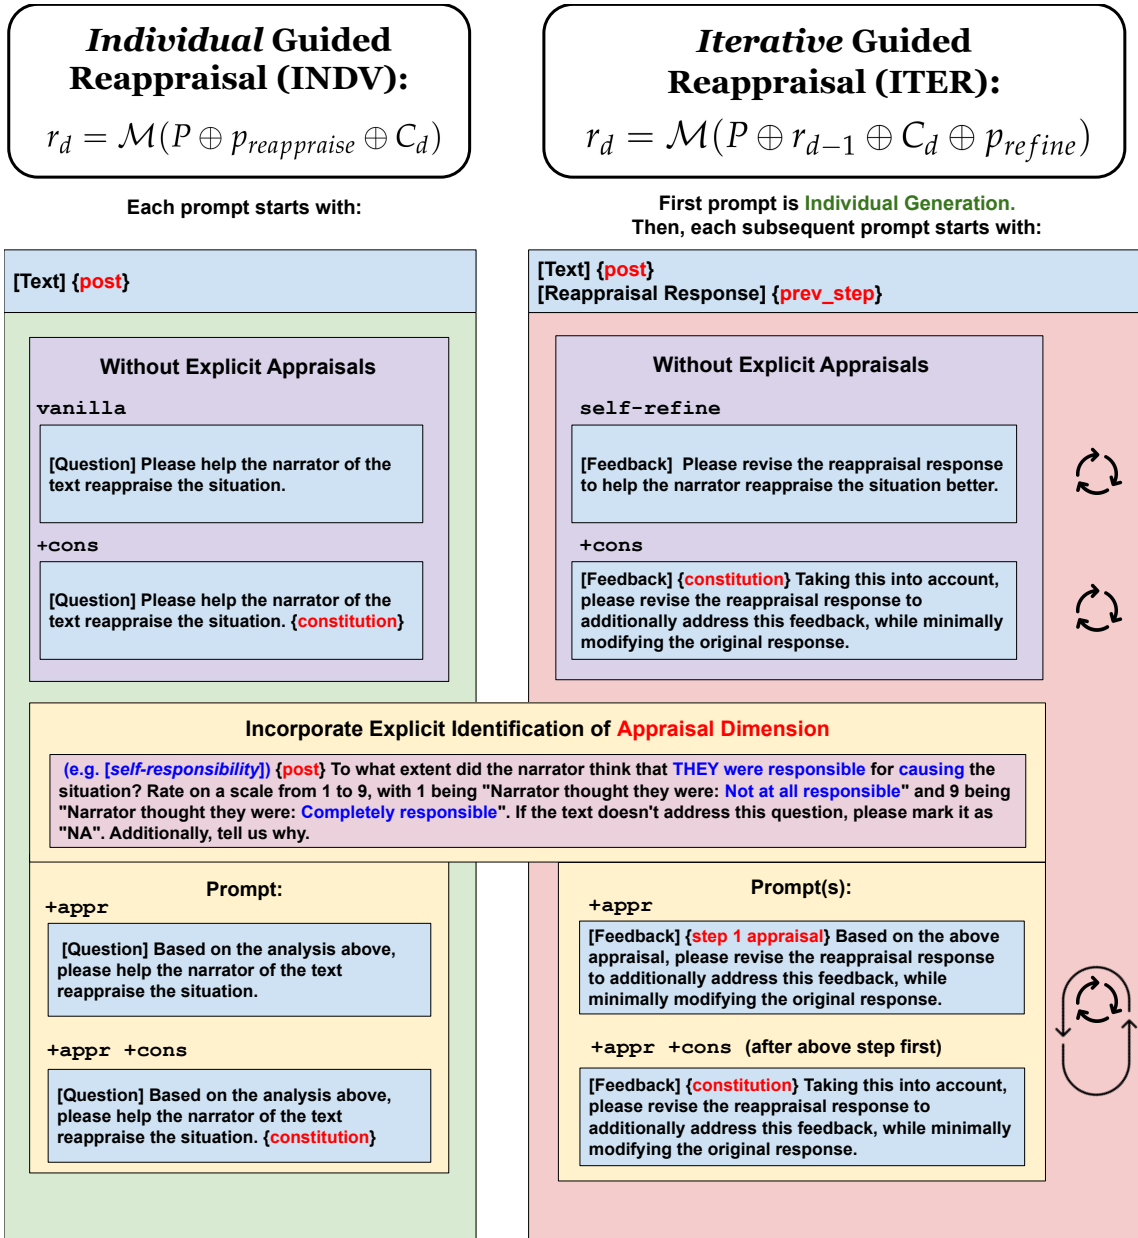 Individual Guided
Reappraisal (INDV):
r_d = M(P ⊕ p_reappraise ⊕ C_d)
Each prompt starts with:
[Text] {post}
Without Explicit Appraisals
vanilla
[Question] Please help the narrator of the
text reappraise the situation.
+cons
[Question] Please help the narrator of the
text reappraise the situation. {constitution}
Iterative Guided
Reappraisal (ITER):
r_d = M(P ⊕ r_{d−1} ⊕ C_d ⊕ p_refine)
First prompt is Individual Generation.
Then, each subsequent prompt starts with:
[Text] {post}
[Reappraisal Response] {prev_step}
Without Explicit Appraisals
self-refine
[Feedback] Please revise the reappraisal response
to help the narrator reappraise the situation better.
+cons
[Feedback] {constitution} Taking this into account,
please revise the reappraisal response to
additionally address this feedback, while minimally
modifying the original response.
Incorporate Explicit Identification of Appraisal Dimension
(e.g. [self-responsibility]) {post} To what extent did the narrator think that THEY were responsible for causing the
situation? Rate on a scale from 1 to 9, with 1 being "Narrator thought they were: Not at all responsible" and 9 being
"Narrator thought they were: Completely responsible". If the text doesn't address this question, please mark it as
"NA". Additionally, tell us why.
Prompt:
+appr
[Question] Based on the analysis above,
please help the narrator of the text
reappraise the situation.
+appr +cons
[Question] Based on the analysis above,
please help the narrator of the text
reappraise the situation. {constitution}
Prompt(s):
+appr
[Feedback] {step 1 appraisal} Based on the above
appraisal, please revise the reappraisal response
to additionally address this feedback, while
minimally modifying the original response.
+appr +cons (after above step first)
[Feedback] {constitution} Taking this into account,
please revise the reappraisal response to
additionally address this feedback, while minimally
modifying the original response.